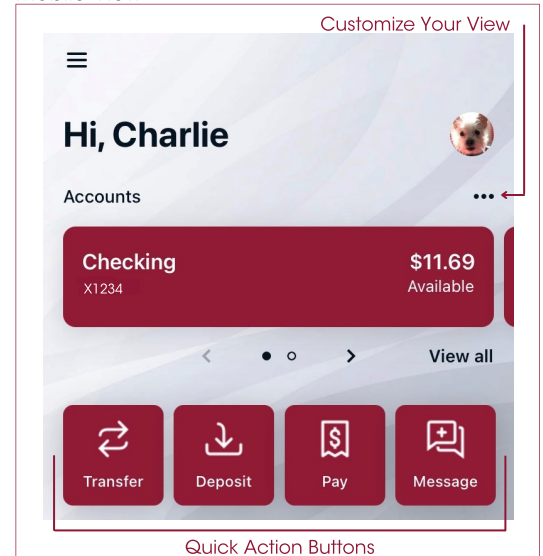 Customize Your View
Hi, Charlie
Accounts
Checking
$11.69
X1234
Available
View all
Transfer
Deposit
Pay
Message
Quick Action Buttons